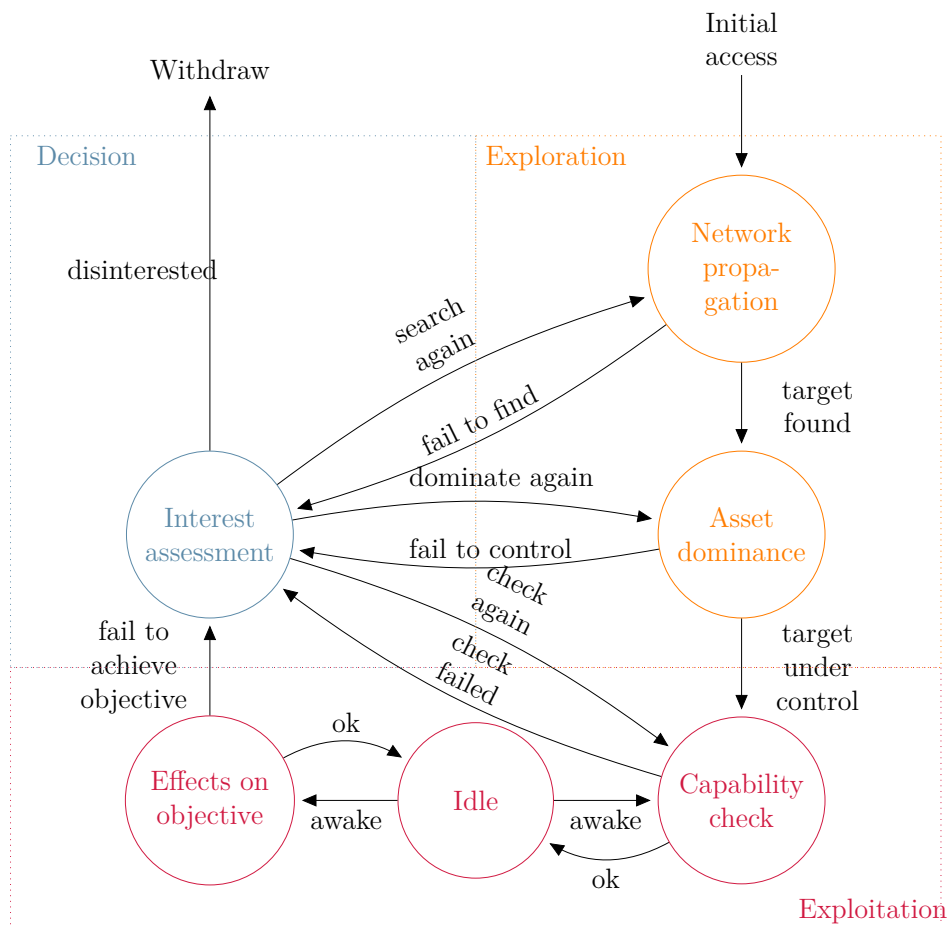 Initial
access
Withdraw
Decision
Exploration
Network
propa-
gation
disinterested
search
again
target
found
fail to find
dominate again
Interest
assessment
Asset
dominance
fail to control
check
again
fail to
achieve
objective
check
failed
target
under
control
ok
Effects on
objective
Idle
Capability
check
awake
awake
ok
Exploitation